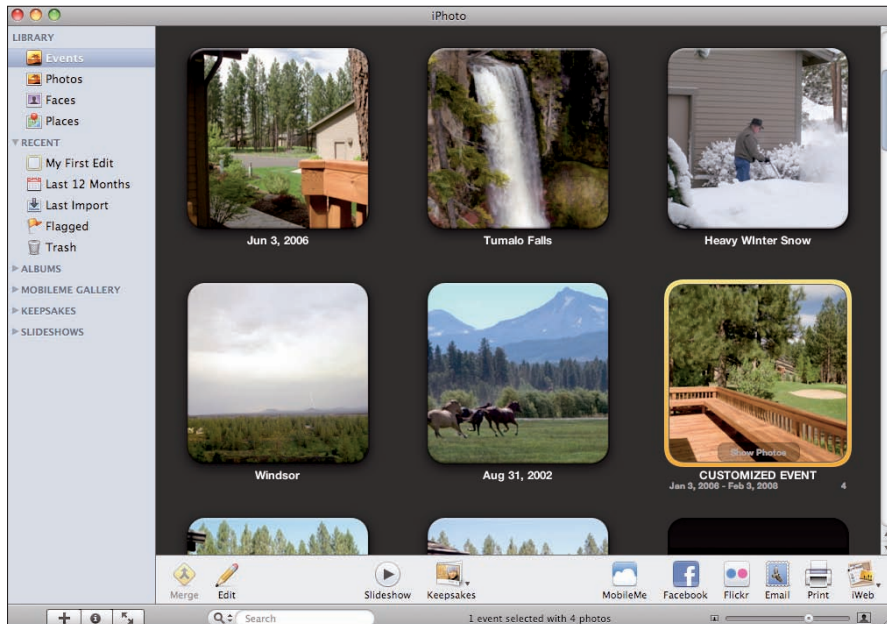 iPhoto
LIBRARY
Events
Photos
Faces
Places
RECENT
My First Edit
Last 12 Months
Last Import
Flagged
Trash
ALBUMS
MOBILEME GALLERY
KEEPSAKES
SLIDESHOWS
Jun 3, 2006
Tumalo Falls
Heavy WInter Snow
Show Photos
Windsor
Aug 31, 2002
CUSTOMIZED EVENT
Jan 3, 2006 - Feb 3, 2008 4
Merge Edit Slideshow Keepsakes MobileMe Facebook Flickr Email Print iWeb
Search 1 event selected with 4 photos